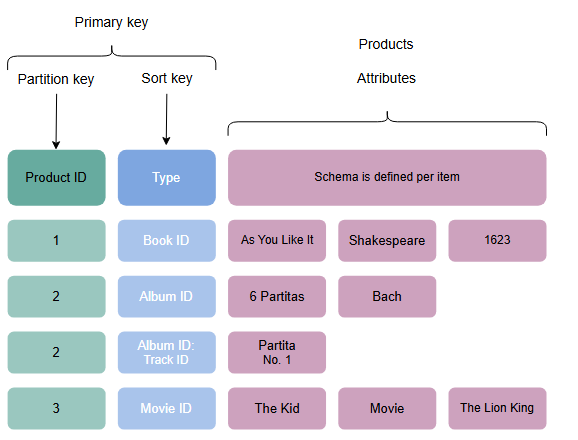 Primary key
Products
Partition key
Sort key
Attributes
Product ID
Type
Schema is defined per item
1
Book ID
As You Like It
Shakespeare
1623
2
Album ID
6 Partitas
Bach
2
Album ID:
Track ID
Partita
No. 1
3
Movie ID
The Kid
Movie
The Lion King